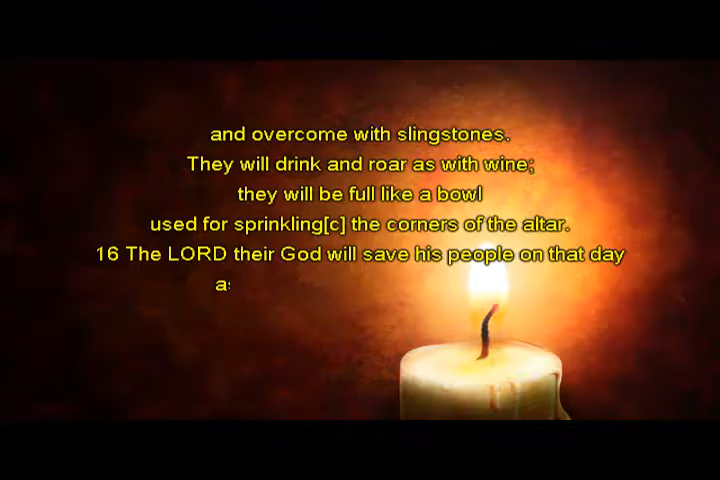 and overcome with slingstones.
They will drink and roar as with wine;
they will be full like a bowl
used for sprinkling[c] the corners of the altar.
16 The LORD their God will save his people on that day